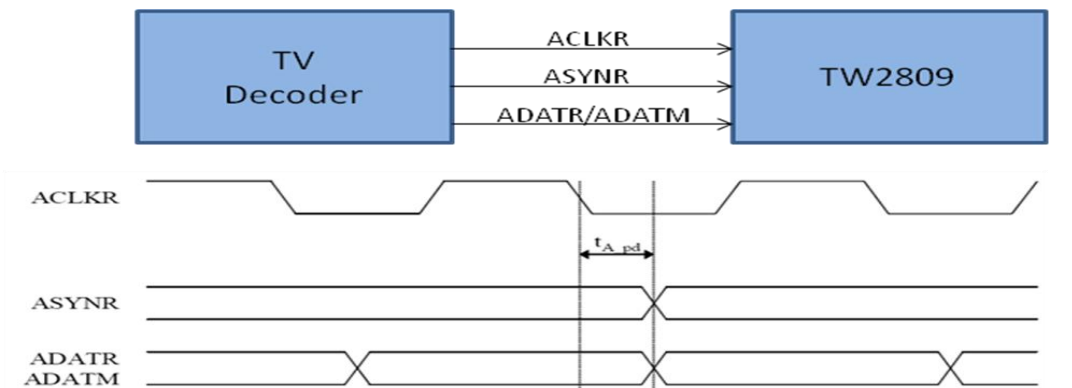 TV
Decoder
ACLKR
ASYNR
ADATR/ADATM
TW2809
ACLKR
tA_pd
ASYNR
ADATR
ADATM